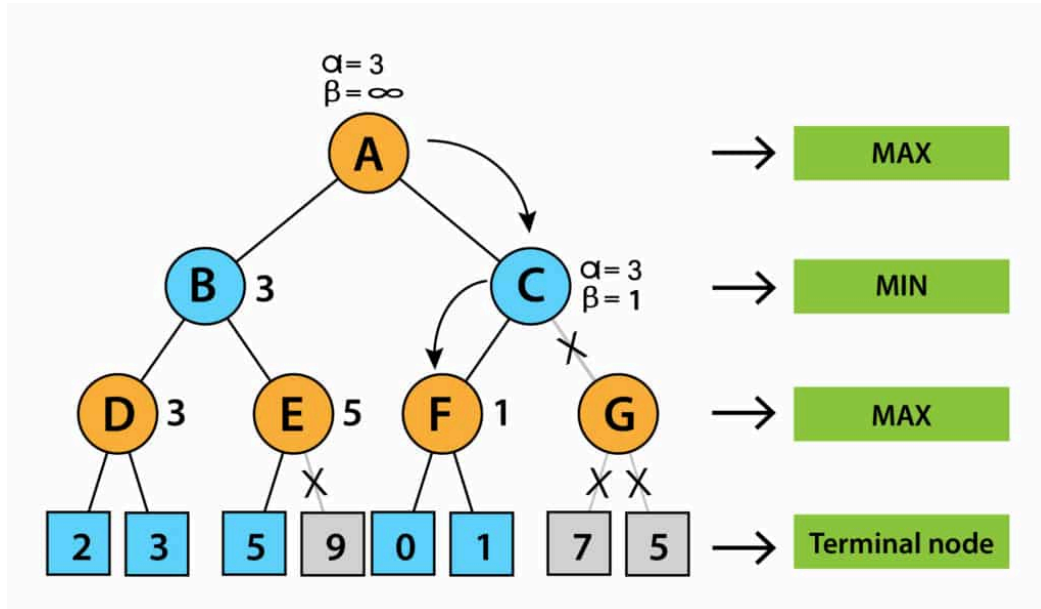 α= 3
β= ∞
A
MAX
B
3
C
α= 3
β= 1
MIN
X
D
3
E
5
F
1
G
MAX
X
X X
2
3
5
9
0
1
7
5
Terminal node